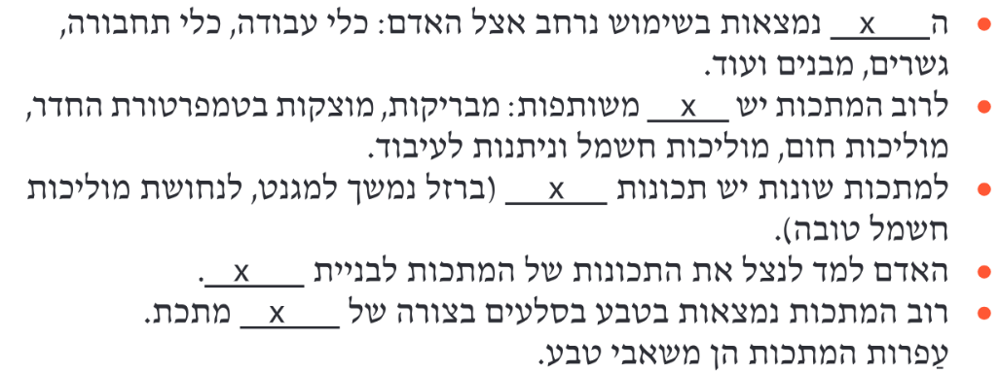 • ה___x___ נמצאות בשימוש נרחב אצל האדם: כלי עבודה, כלי תחבורה,
גשרים, מבנים ועוד.
• לרוב המתכות יש ___x___ משותפות: מבריקות, מוצקות בטמפרטורת החדר,
מוליכות חום, מוליכות חשמל וניתנות לעיבוד.
• למתכות שונות יש תכונות ___x___ (ברזל נמשך למגנט, לנחושת מוליכות
חשמל טובה).
• האדם למד לנצל את התכונות של המתכות לבניית ___x___.
• רוב המתכות נמצאות בטבע בסלעים בצורה של ___x___ מתכת.
עַפרות המתכות הן משאבי טבע.